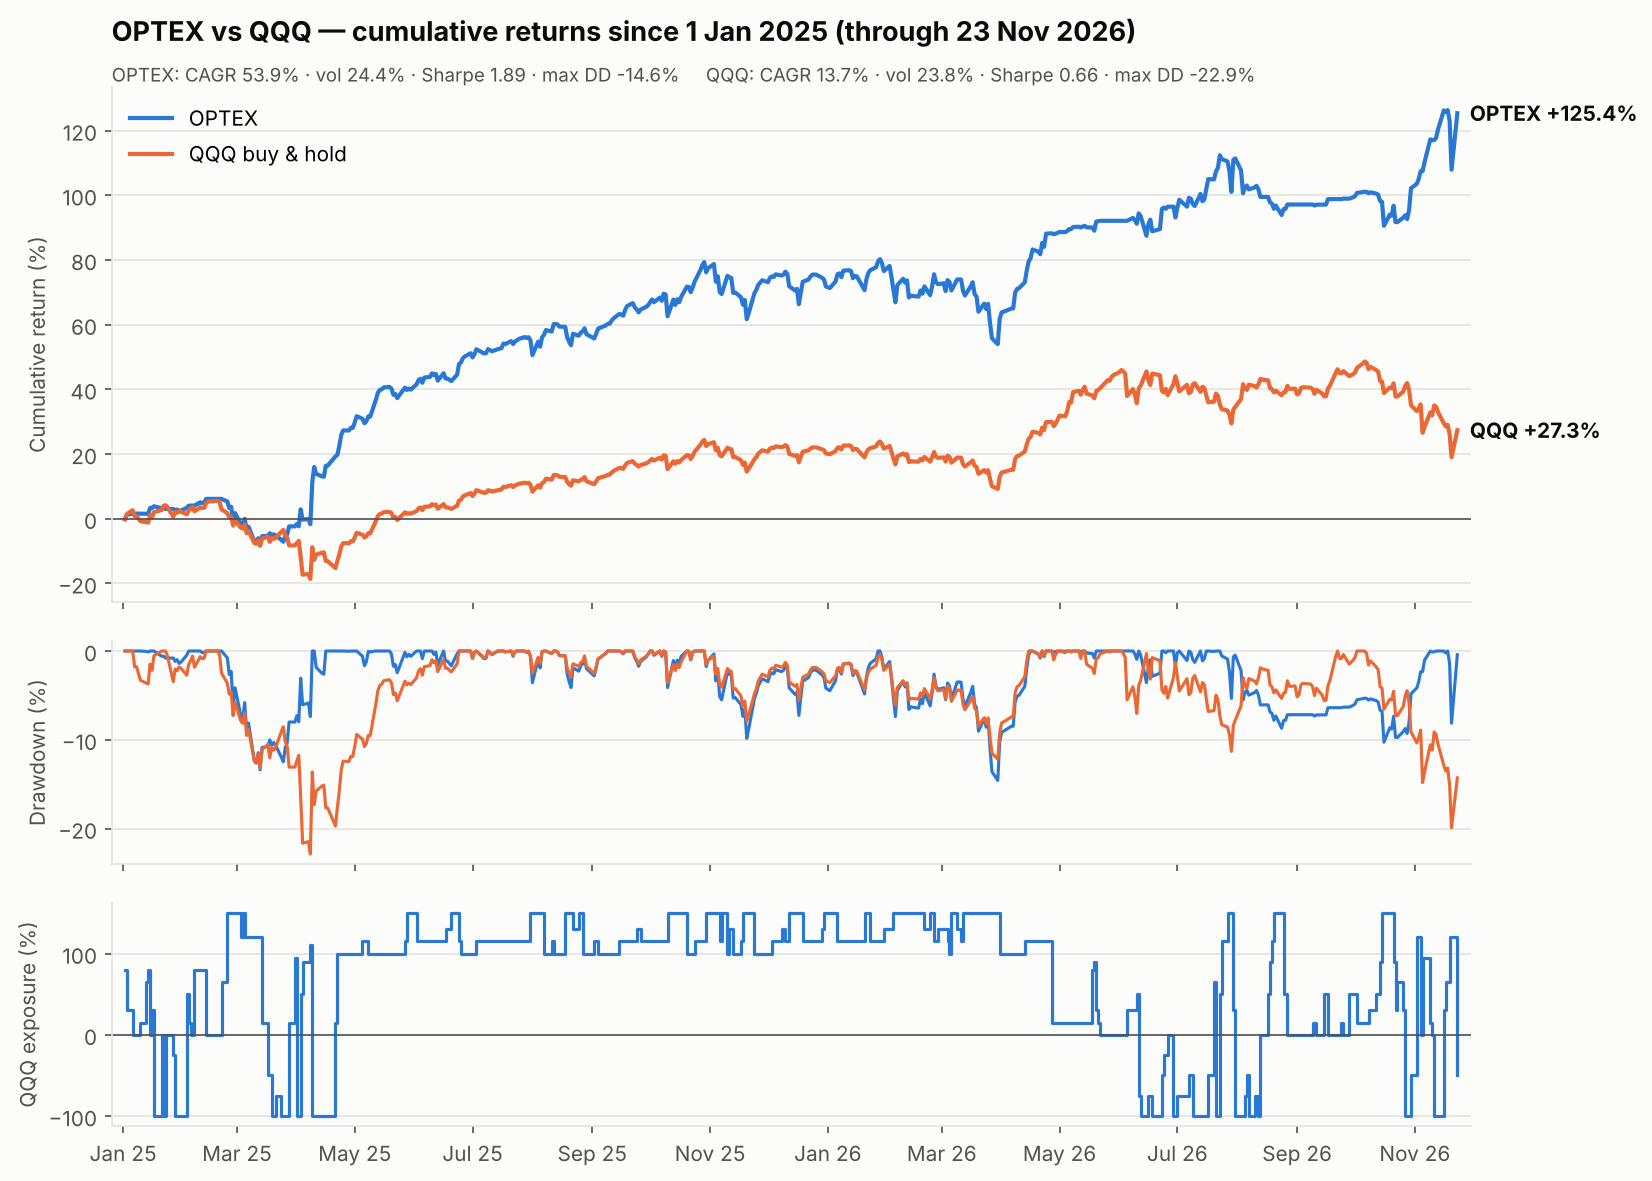 OPTEX vs QQQ — cumulative returns since 1 Jan 2025 (through 23 Nov 2026)
OPTEX: CAGR 53.9% · vol 24.4% · Sharpe 1.89 · max DD -14.6% QQQ: CAGR 13.7% · vol 23.8% · Sharpe 0.66 · max DD -22.9%
OPTEX
QQQ buy & hold
OPTEX +125.4%
QQQ +27.3%
Cumulative return (%)
120
100
80
60
40
20
0
−20
Drawdown (%)
0
−10
−20
QQQ exposure (%)
100
0
−100
Jan 25 Mar 25 May 25 Jul 25 Sep 25 Nov 25 Jan 26 Mar 26 May 26 Jul 26 Sep 26 Nov 26